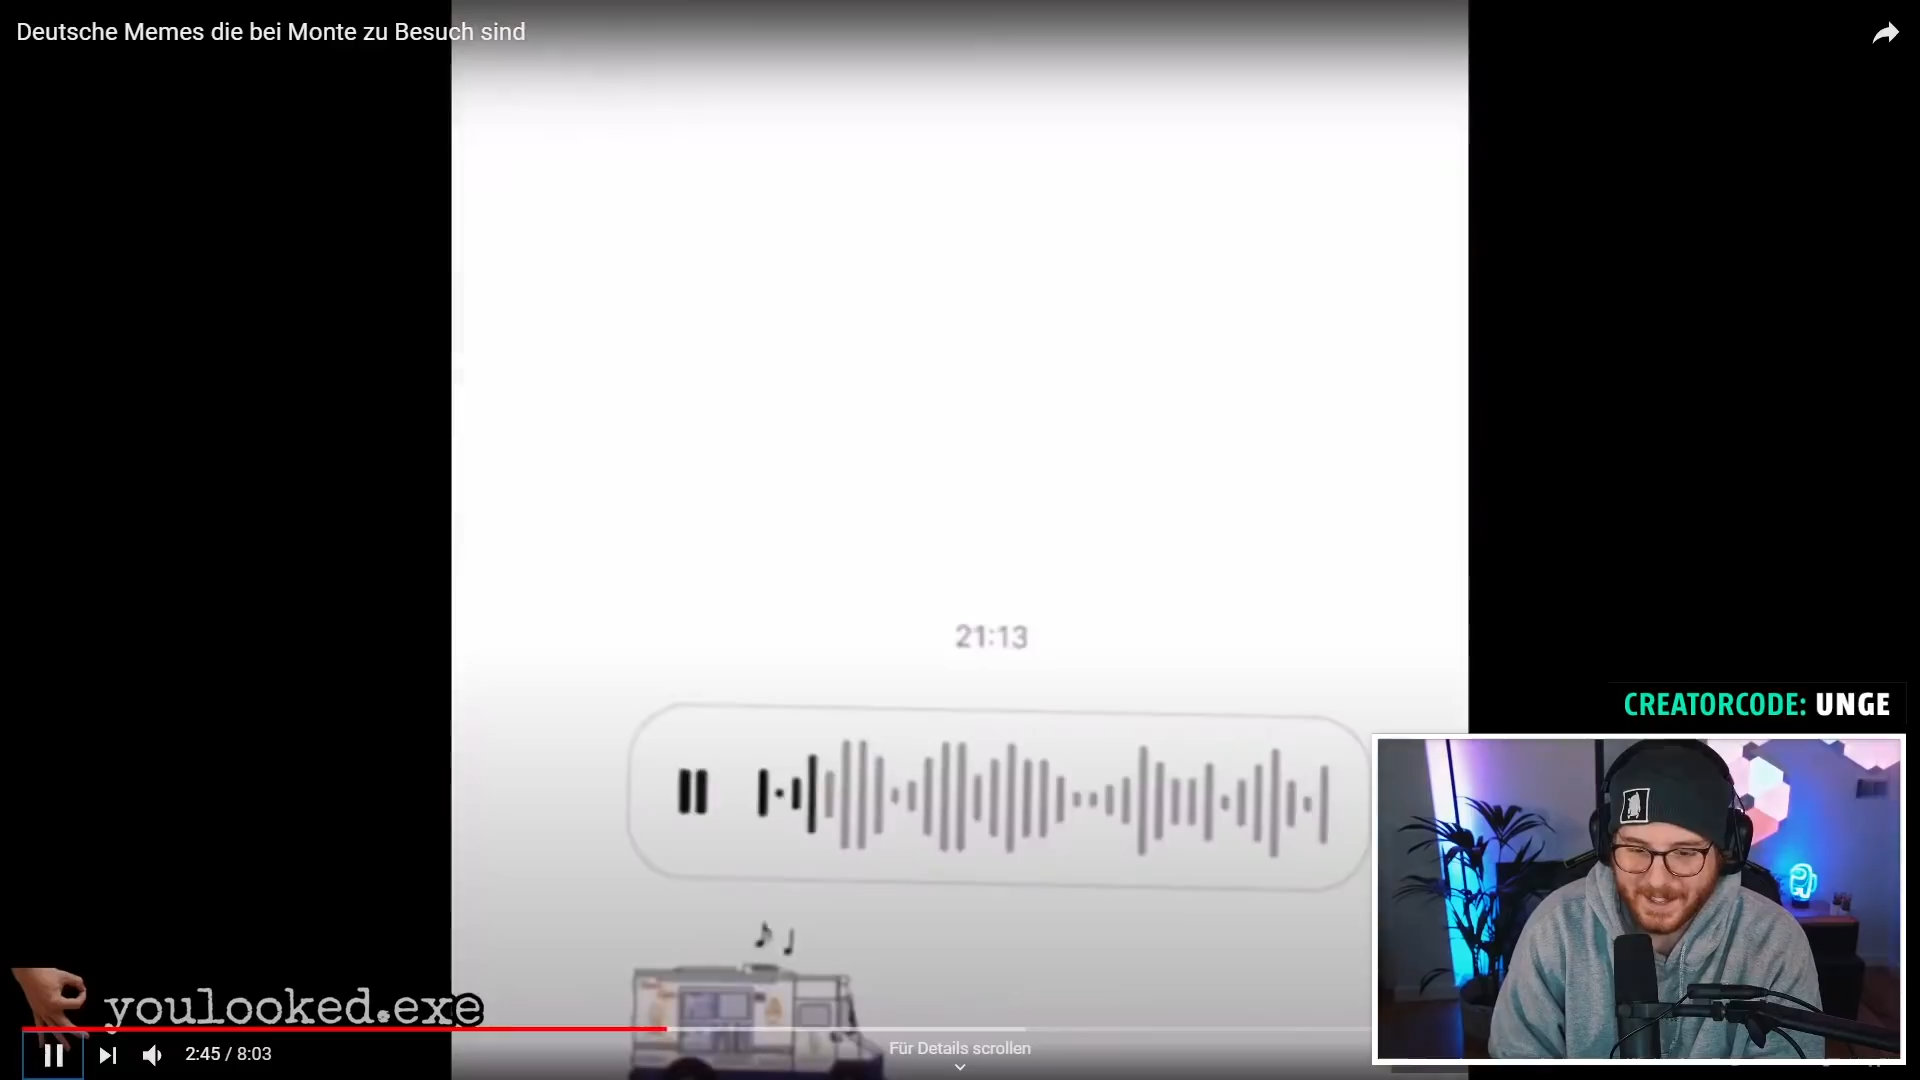 Deutsche Memes die bei Monte zu Besuch sind
21:13
CREATORCODE: UNGE
youlooked.exe
2:45 / 8:03
Für Details scrollen